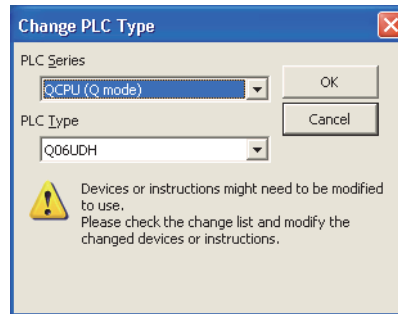 Change PLC Type
PLC Series
QCPU (Q mode)
OK
PLC Type
Cancel
Q06UDH
Devices or instructions might need to be modified
to use.
Please check the change list and modify the
changed devices or instructions.